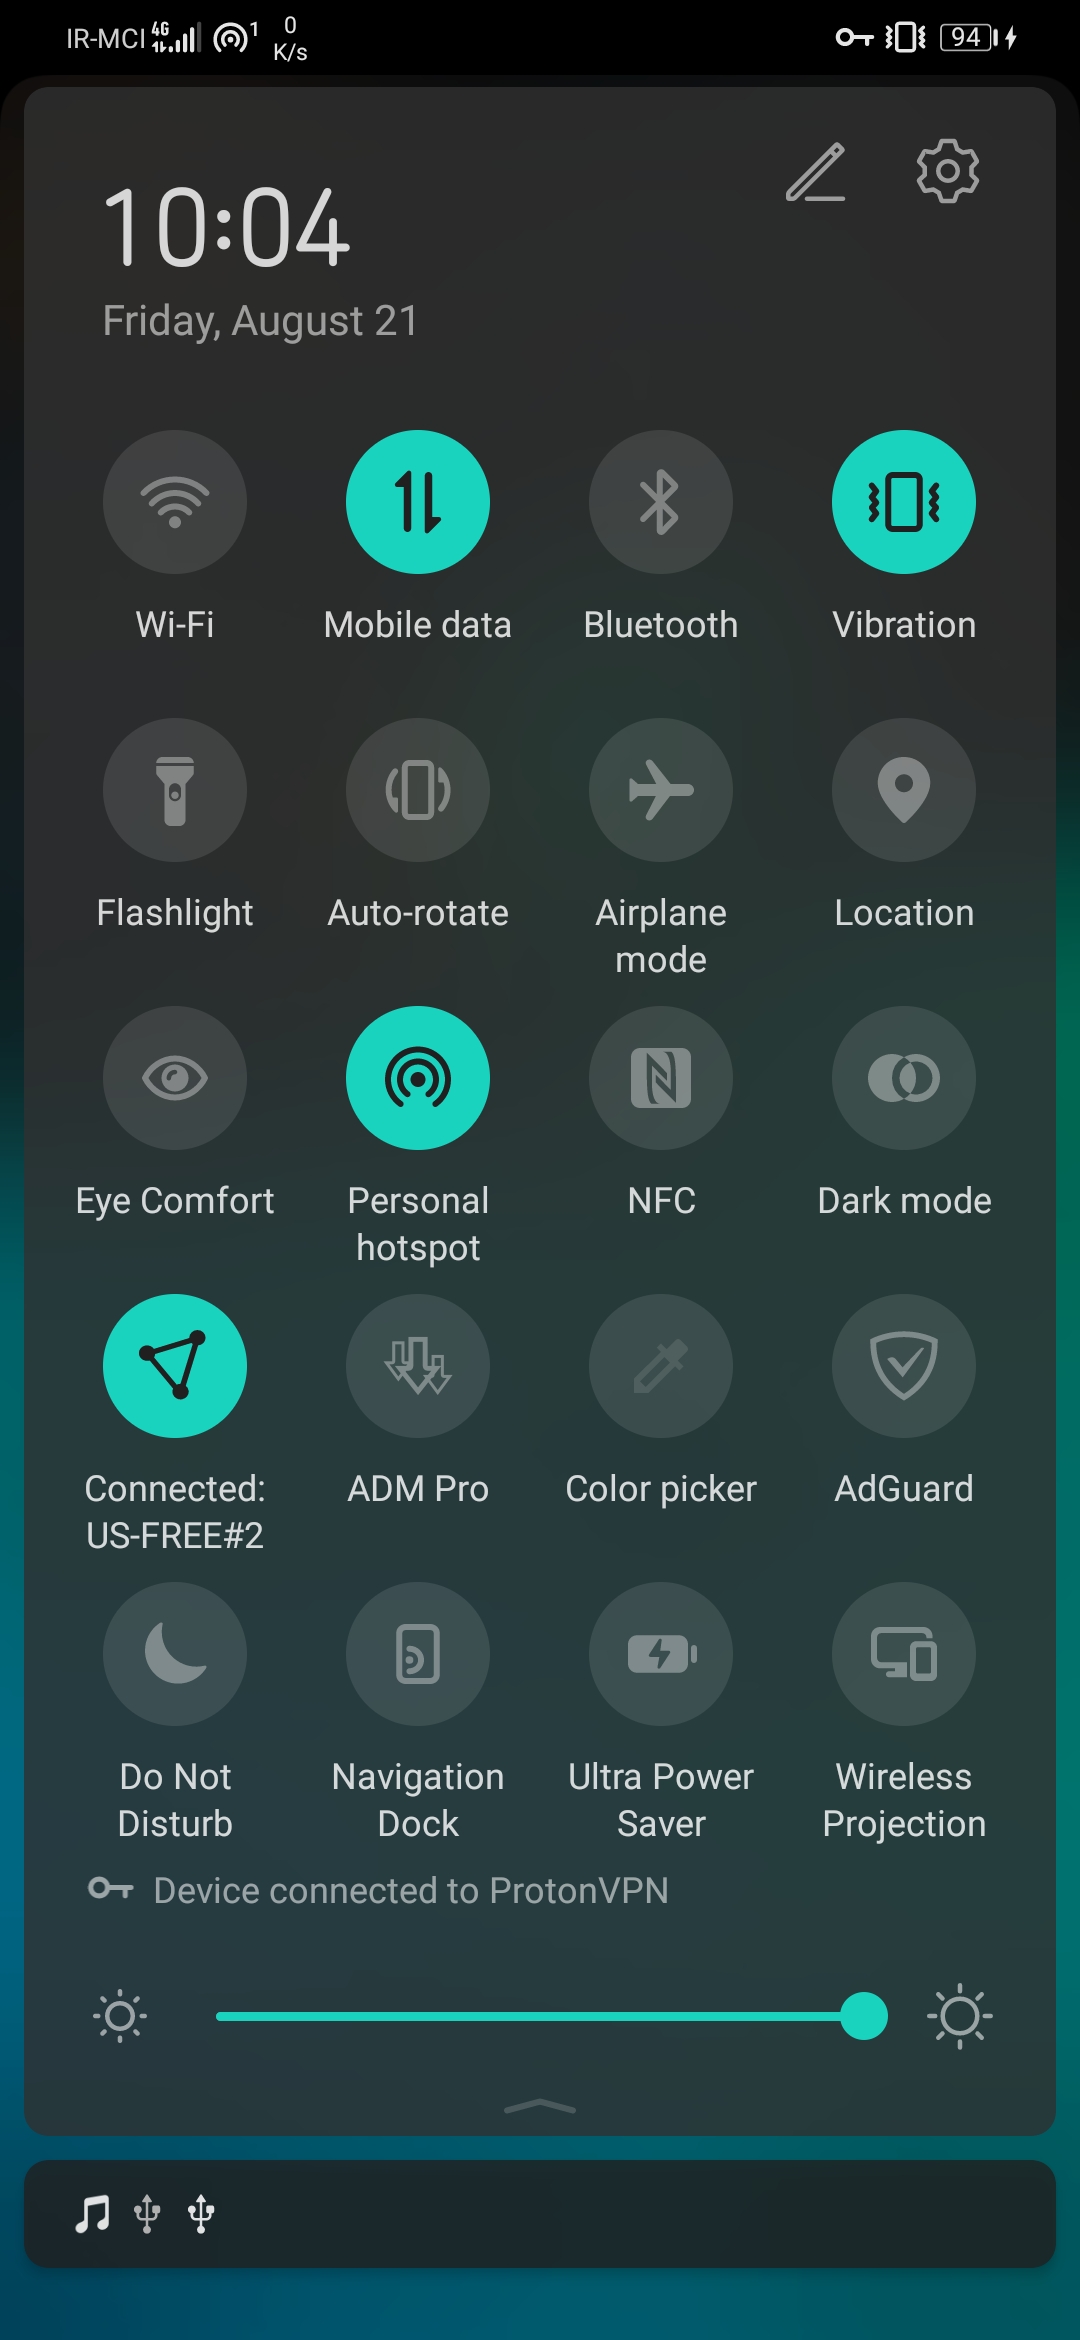 IR-MCI 4G 1 0 K/s 94
10:04
Friday, August 21
Wi-Fi Mobile data Bluetooth Vibration
Flashlight Auto-rotate Airplane mode Location
Eye Comfort Personal hotspot NFC Dark mode
Connected: US-FREE#2 ADM Pro Color picker AdGuard
Do Not Disturb Navigation Dock Ultra Power Saver Wireless Projection
Device connected to ProtonVPN